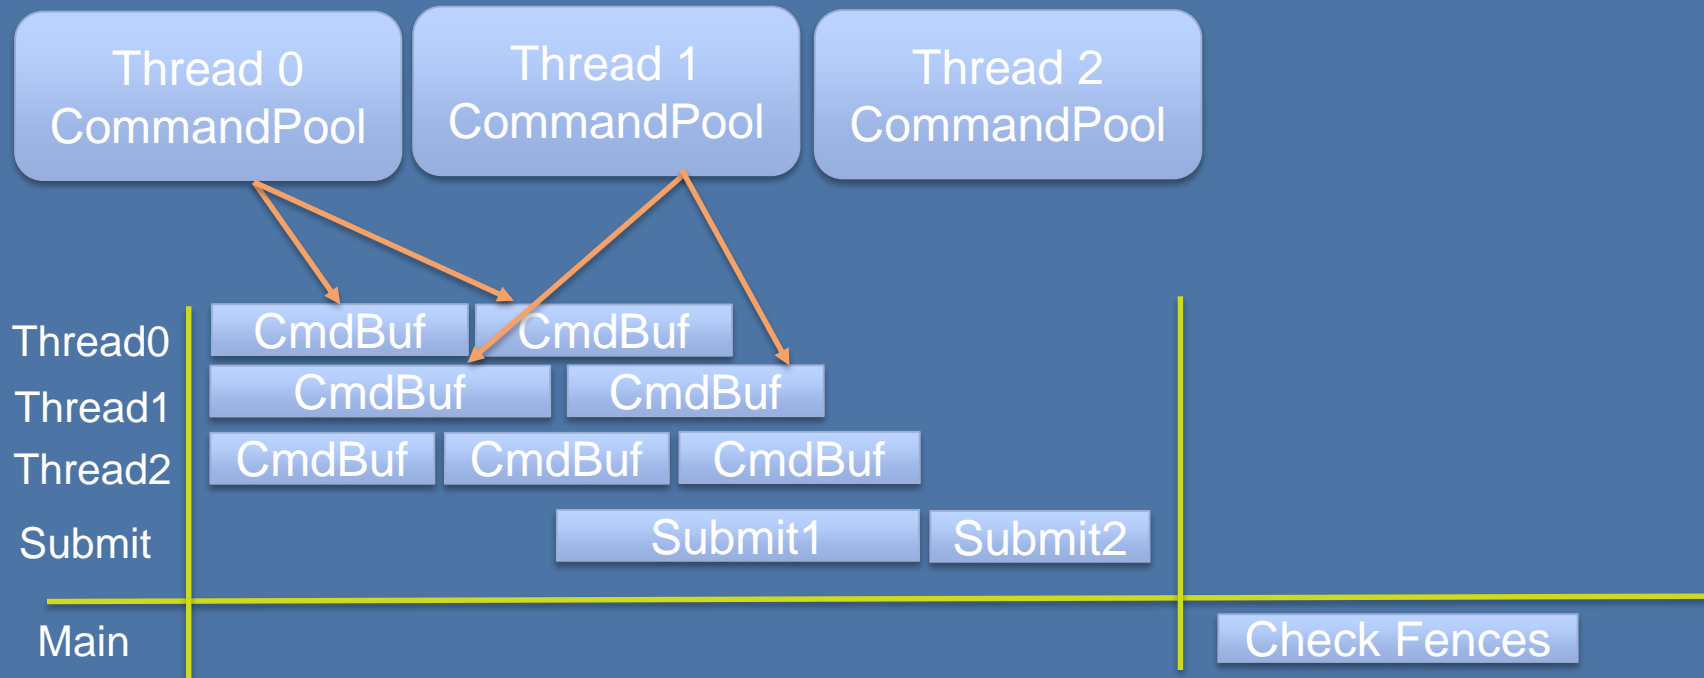 Thread 0
CommandPool
Thread 1
CommandPool
Thread 2
CommandPool
Thread0
CmdBuf
CmdBuf
Thread1
CmdBuf
CmdBuf
Thread2
CmdBuf
CmdBuf
CmdBuf
Submit
Submit1
Submit2
Main
Check Fences